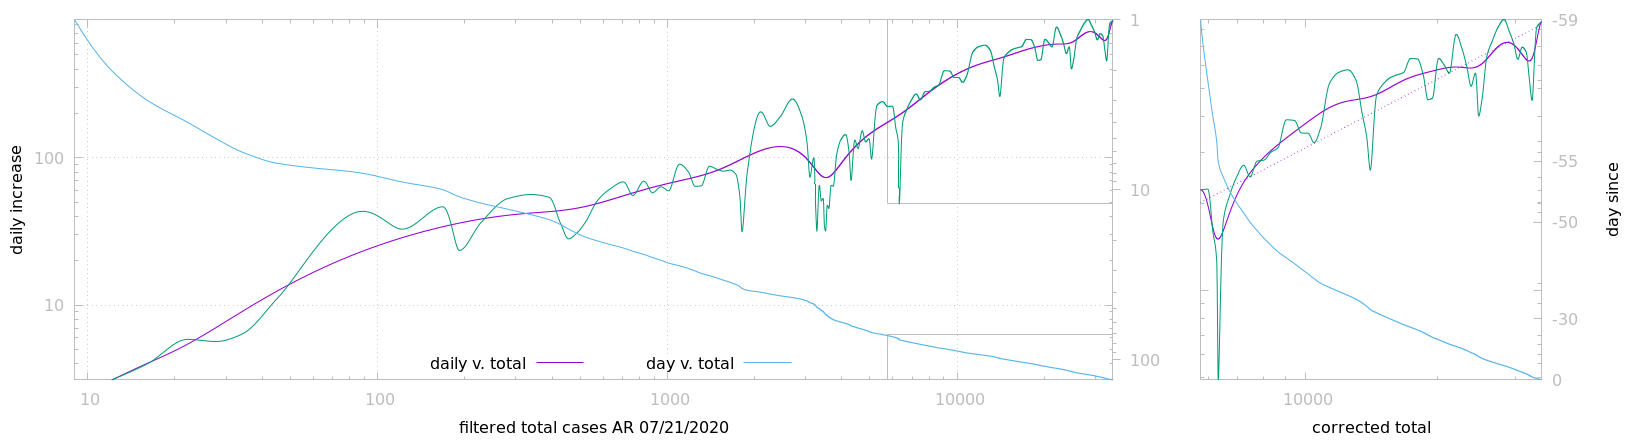 1
-59
100
-55
10
-50
10
-30
100
0
daily increase
day since
daily v. total
day v. total
10
100
1000
10000
10000
filtered total cases AR 07/21/2020
corrected total